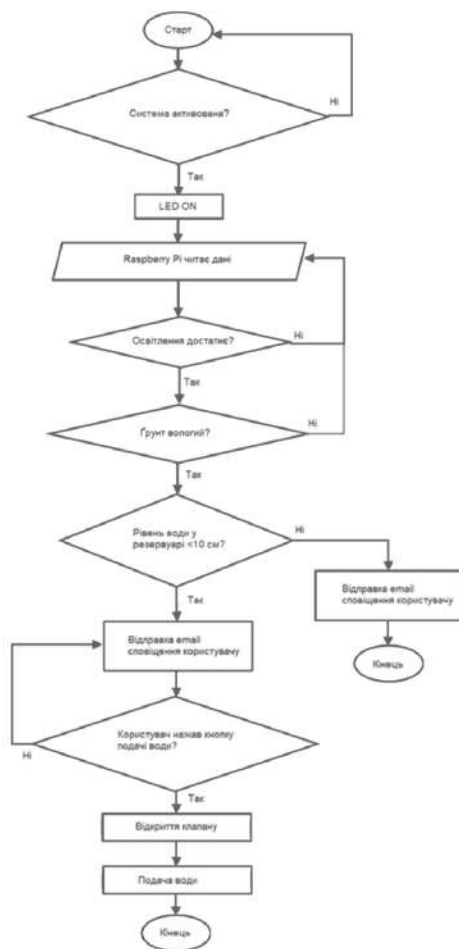 Старт
Система активована?
Ні
Так
LED ON
Raspberry Pi читає дані
Освітлення достатнє?
Ні
Так
Ґрунт вологий?
Ні
Так
Рівень води у
резервуарі <10 см?
Ні
Так
Відправка email
сповіщення користувачу
Кінець
Відправка email
сповіщення користувачу
Користувач нажав кнопку
подачі води?
Ні
Так
Відкриття клапану
Подача води
Кінець